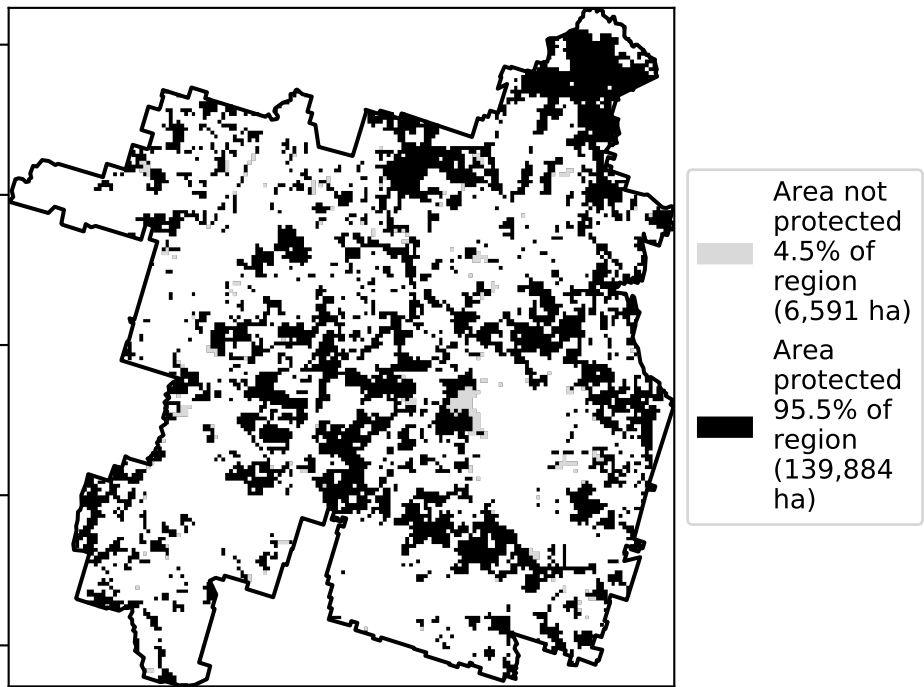 Area not
protected
4.5% of
region
(6,591 ha)
Area
protected
95.5% of
region
(139,884
ha)